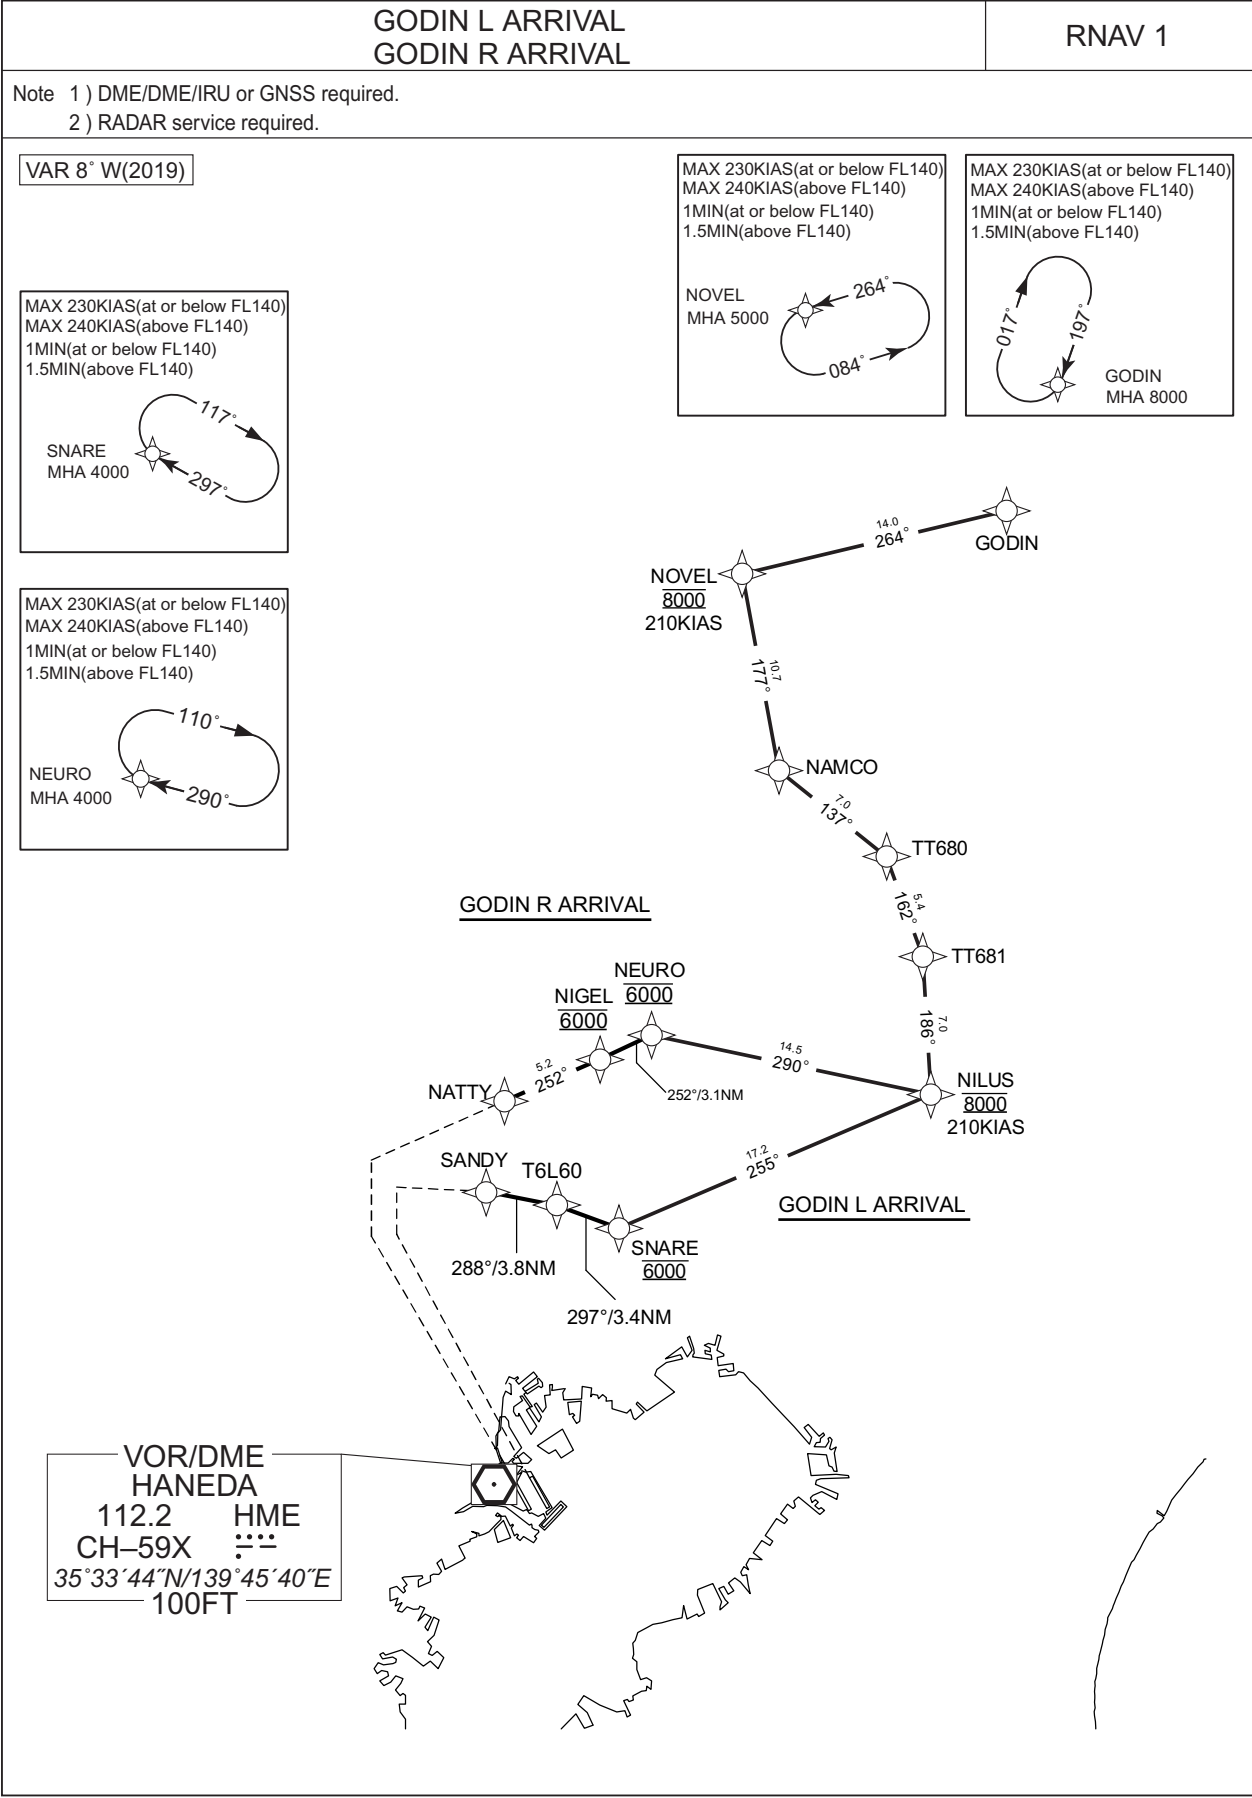 GODIN L ARRIVAL
GODIN R ARRIVAL
RNAV 1
Note 1 ) DME/DME/IRU or GNSS required.
2 ) RADAR service required.
VAR 8° W(2019)
MAX 230KIAS(at or below FL140)
MAX 240KIAS(above FL140)
1MIN(at or below FL140)
1.5MIN(above FL140)
264°
NOVEL
MHA 5000
084°
MAX 230KIAS(at or below FL140)
MAX 240KIAS(above FL140)
1MIN(at or below FL140)
1.5MIN(above FL140)
017°
197°
GODIN
MHA 8000
MAX 230KIAS(at or below FL140)
MAX 240KIAS(above FL140)
1MIN(at or below FL140)
1.5MIN(above FL140)
117°
SNARE
MHA 4000
297°
MAX 230KIAS(at or below FL140)
MAX 240KIAS(above FL140)
1MIN(at or below FL140)
1.5MIN(above FL140)
110°
NEURO
MHA 4000
290°
14.0
264°
GODIN
NOVEL
8000
210KIAS
10.7
177°
NAMCO
7.0
137°
TT680
5.4
162°
TT681
7.0
186°
GODIN R ARRIVAL
NEURO
6000
NIGEL
6000
14.5
290°
5.2
252°
252°/3.1NM
NATTY
NILUS
8000
210KIAS
17.2
255°
SANDY
T6L60
GODIN L ARRIVAL
SNARE
6000
288°/3.8NM
297°/3.4NM
VOR/DME
HANEDA
112.2 HME
CH–59X
35°33´44˝N/139°45´40˝E
100FT